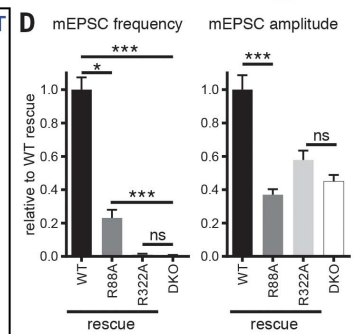 T
D
mEPSC frequency
mEPSC amplitude
relative to WT rescue
1.0
0.8
0.6
0.4
0.2
0.0
***
*
***
ns
WT
R88A
R322A
DKO
rescue
1.0
0.8
0.6
0.4
0.2
0.0
***
ns
WT
R88A
R322A
DKO
rescue